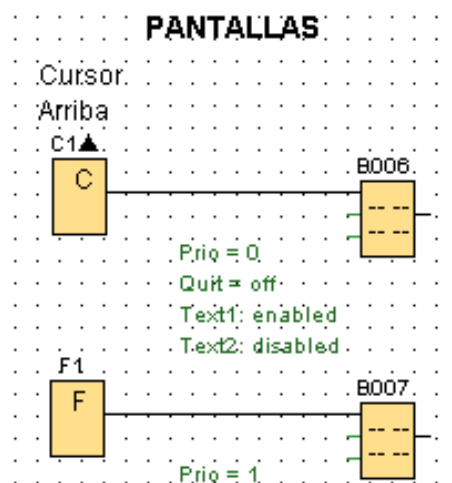 PANTALLAS
Cursor
Arriba
C1▲
C
B006
Prio = 0
Quit = off
Text1: enabled
Text2: disabled
F1
F
B007
Prio = 1